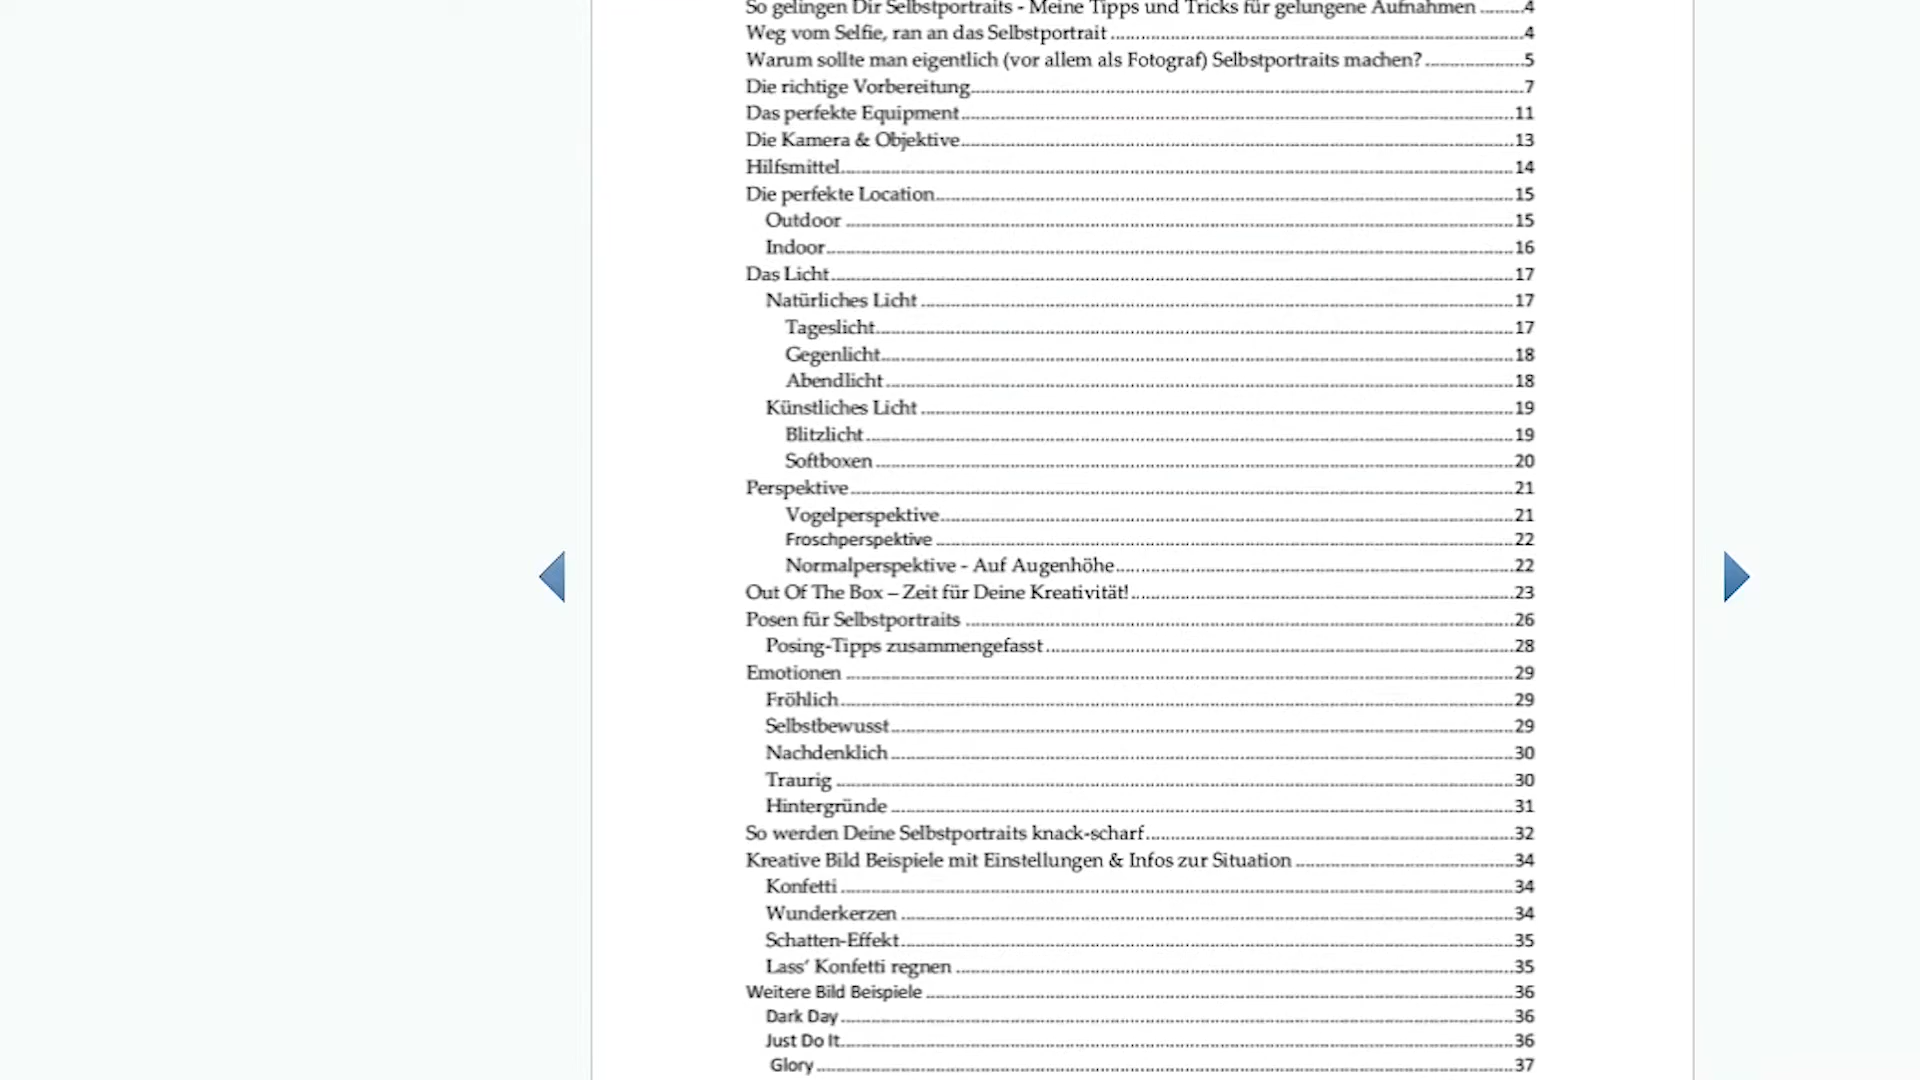 So gelingen Dir Selbstportraits - Meine Tipps und Tricks für gelungene Aufnahmen .........4
Weg vom Selfie, ran an das Selbstportrait .........4
Warum sollte man eigentlich (vor allem als Fotograf) Selbstportraits machen? .........5
Die richtige Vorbereitung.........7
Das perfekte Equipment.........11
Die Kamera & Objektive.........13
Hilfsmittel.........14
Die perfekte Location.........15
Outdoor .........15
Indoor.........16
Das Licht.........17
Natürliches Licht .........17
Tageslicht.........17
Gegenlicht.........18
Abendlicht.........18
Künstliches Licht .........19
Blitzlicht.........19
Softboxen.........20
Perspektive.........21
Vogelperspektive.........21
Froschperspektive .........22
Normalperspektive - Auf Augenhöhe.........22
Out Of The Box – Zeit für Deine Kreativität!.........23
Posen für Selbstportraits .........26
Posing-Tipps zusammengefasst.........28
Emotionen .........29
Fröhlich.........29
Selbstbewusst.........29
Nachdenklich.........30
Traurig .........30
Hintergründe .........31
So werden Deine Selbstportraits knack-scharf.........32
Kreative Bild Beispiele mit Einstellungen & Infos zur Situation .........34
Konfetti .........34
Wunderkerzen .........34
Schatten-Effekt.........35
Lass’ Konfetti regnen .........35
Weitere Bild Beispiele .........36
Dark Day.........36
Just Do It.........36
Glory.........37